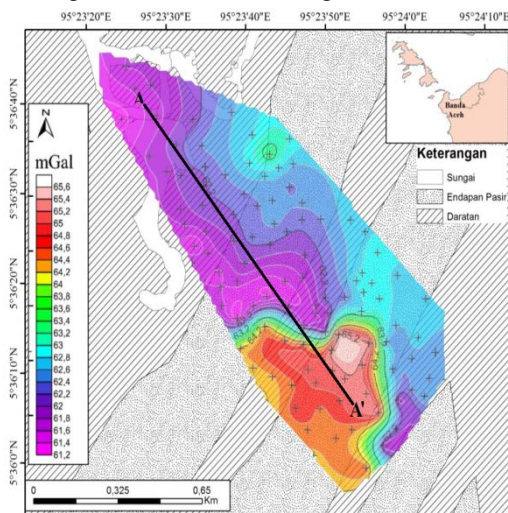 95°23'20"E 95°23'30"E 95°23'40"E 95°23'50"E 95°24'0"E 95°24'10"E
5°36'40"N
5°36'30"N
5°36'20"N
5°36'10"N
5°36'0"N
N
mGal
65,6
65,4
65,2
65
64,8
64,6
64,4
64,2
64
63,8
63,6
63,4
63,2
63
62,8
62,6
62,4
62,2
62
61,8
61,6
61,4
61,2
A
A'
Banda
Aceh
Keterangan
Sungai
Endapan Pasir
Daratan
0 0,325 0,65
Km